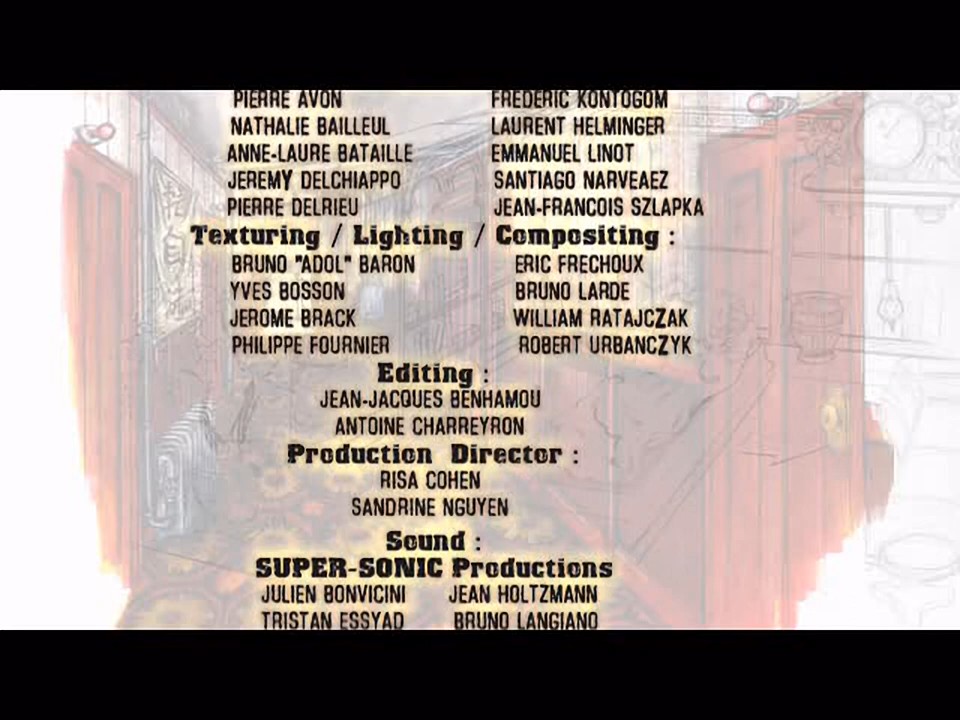 PIERRE AVON FREDERIC KONTOGOM
NATHALIE BAILLEUL LAURENT HELMINGER
ANNE-LAURE BATAILLE EMMANUEL LINOT
JEREMY DELCHIAPPO SANTIAGO NARVEAEZ
PIERRE DELRIEU JEAN-FRANCOIS SZLAPKA
Texturing / Lighting / Compositing :
BRUNO "ADOL" BARON ERIC FRECHOUX
YVES BOSSON BRUNO LARDE
JEROME BRACK WILLIAM RATAJCZAK
PHILIPPE FOURNIER ROBERT URBANCZYK
Editing :
JEAN-JACQUES BENHAMOU
ANTOINE CHARREYRON
Production Director :
RISA COHEN
SANDRINE NGUYEN
Sound :
SUPER-SONIC Productions
JULIEN BONVICINI JEAN HOLTZMANN
TRISTAN ESSYAD BRUNO LANGIANO